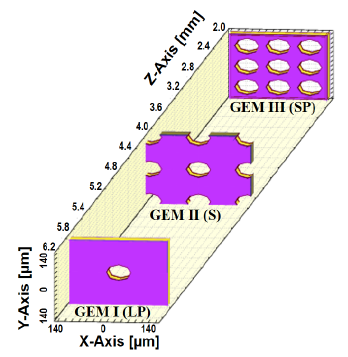 Z-Axis [mm]
2.0
2.4
2.8
3.2
3.6
4.0
4.4
4.8
5.2
5.4
5.8
6.2
GEM III (SP)
GEM II (S)
GEM I (LP)
Y-Axis [µm]
140
0
140
140 0 140
X-Axis [µm]